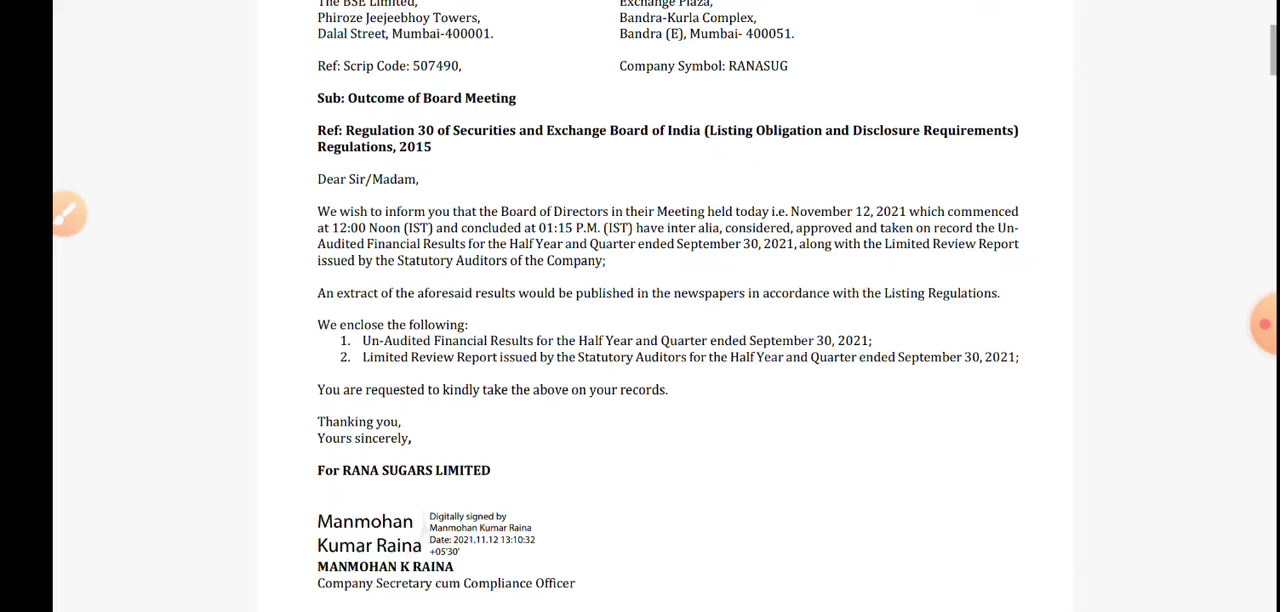 The BSE Limited,
Phiroze Jeejeebhoy Towers,
Dalal Street, Mumbai-400001.
Exchange Plaza,
Bandra-Kurla Complex,
Bandra (E), Mumbai- 400051.
Ref: Scrip Code: 507490,
Company Symbol: RANASUG
Sub: Outcome of Board Meeting
Ref: Regulation 30 of Securities and Exchange Board of India (Listing Obligation and Disclosure Requirements)
Regulations, 2015
Dear Sir/Madam,
We wish to inform you that the Board of Directors in their Meeting held today i.e. November 12, 2021 which commenced
at 12:00 Noon (IST) and concluded at 01:15 P.M. (IST) have inter alia, considered, approved and taken on record the Un-
Audited Financial Results for the Half Year and Quarter ended September 30, 2021, along with the Limited Review Report
issued by the Statutory Auditors of the Company;
An extract of the aforesaid results would be published in the newspapers in accordance with the Listing Regulations.
We enclose the following:
1. Un-Audited Financial Results for the Half Year and Quarter ended September 30, 2021;
2. Limited Review Report issued by the Statutory Auditors for the Half Year and Quarter ended September 30, 2021;
You are requested to kindly take the above on your records.
Thanking you,
Yours sincerely,
For RANA SUGARS LIMITED
Manmohan
Kumar Raina
Digitally signed by
Manmohan Kumar Raina
Date: 2021.11.12 13:10:32
+05'30'
MANMOHAN K RAINA
Company Secretary cum Compliance Officer